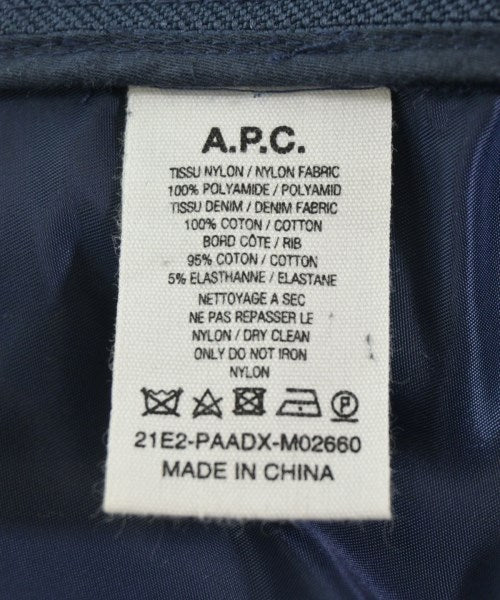 A.P.C.
TISSU NYLON / NYLON FABRIC
100% POLYAMIDE / POLYAMID
TISSU DENIM / DENIM FABRIC
100% COTON / COTTON
BORD CÔTE / RIB
95% COTON / COTTON
5% ELASTHANNE / ELASTANE
NETTOYAGE A SEC
NE PAS REPASSER LE
NYLON / DRY CLEAN
ONLY DO NOT IRON
NYLON
P
21E2-PAADX-M02660
MADE IN CHINA